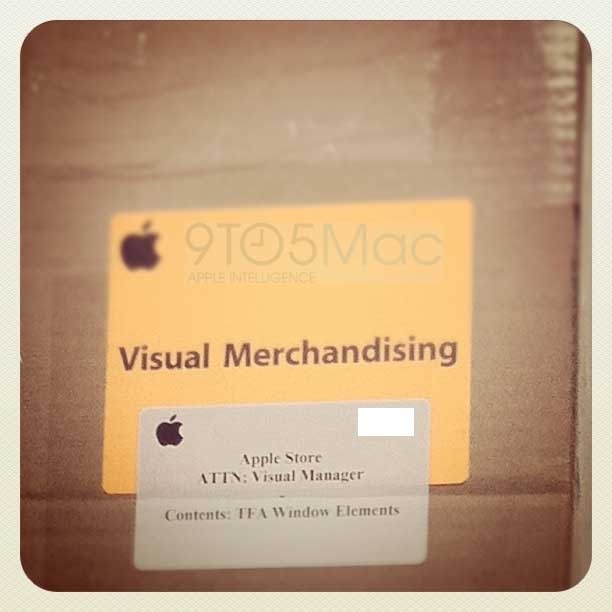 9TO5Mac
APPLE INTELLIGENCE
Visual Merchandising
Apple Store
ATTN: Visual Manager
-
Contents: TFA Window Elements